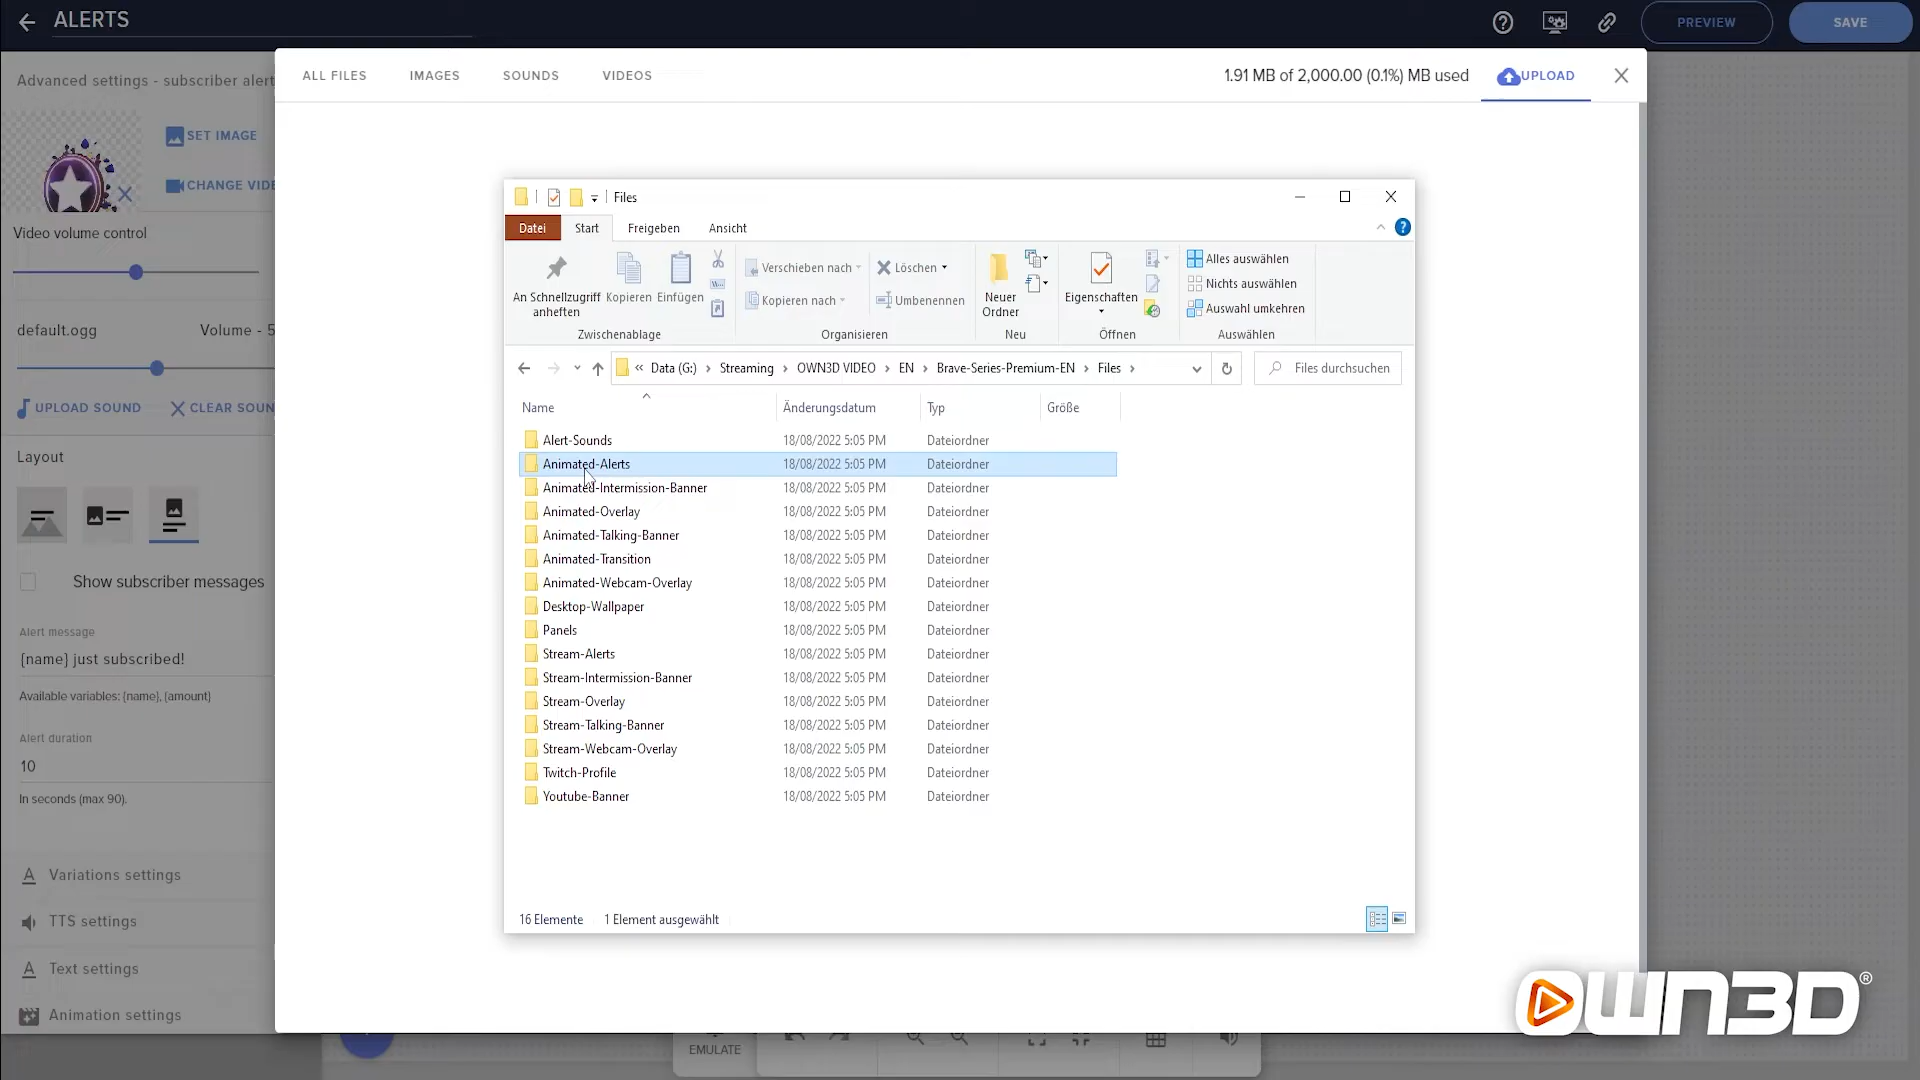 ALERTS
PREVIEW
SAVE
Advanced settings - subscriber alert
SET IMAGE
CHANGE VIDE
Video volume control
default.ogg
Volume - 5
UPLOAD SOUND
CLEAR SOUN
Layout
Show subscriber messages
Alert message
{name} just subscribed!
Available variables: {name}, {amount}
Alert duration
10
In seconds (max 90).
Variations settings
TTS settings
Text settings
Animation settings
ALL FILES
IMAGES
SOUNDS
VIDEOS
1.91 MB of 2,000.00 (0.1%) MB used
UPLOAD
Files
Datei
Start
Freigeben
Ansicht
An Schnellzugriff
anheften
Kopieren
Einfügen
Zwischenablage
Verschieben nach
Kopieren nach
Löschen
Umbenennen
Organisieren
Neuer
Ordner
Neu
Eigenschaften
Öffnen
Alles auswählen
Nichts auswählen
Auswahl umkehren
Auswählen
« Data (G:) › Streaming › OWN3D VIDEO › EN › Brave-Series-Premium-EN › Files ›
Files durchsuchen
Name Änderungsdatum Typ Größe
Alert-Sounds 18/08/2022 5:05 PM Dateiordner
Animated-Alerts 18/08/2022 5:05 PM Dateiordner
Animated-Intermission-Banner 18/08/2022 5:05 PM Dateiordner
Animated-Overlay 18/08/2022 5:05 PM Dateiordner
Animated-Talking-Banner 18/08/2022 5:05 PM Dateiordner
Animated-Transition 18/08/2022 5:05 PM Dateiordner
Animated-Webcam-Overlay 18/08/2022 5:05 PM Dateiordner
Desktop-Wallpaper 18/08/2022 5:05 PM Dateiordner
Panels 18/08/2022 5:05 PM Dateiordner
Stream-Alerts 18/08/2022 5:05 PM Dateiordner
Stream-Intermission-Banner 18/08/2022 5:05 PM Dateiordner
Stream-Overlay 18/08/2022 5:05 PM Dateiordner
Stream-Talking-Banner 18/08/2022 5:05 PM Dateiordner
Stream-Webcam-Overlay 18/08/2022 5:05 PM Dateiordner
Twitch-Profile 18/08/2022 5:05 PM Dateiordner
Youtube-Banner 18/08/2022 5:05 PM Dateiordner
16 Elemente
1 Element ausgewählt
EMULATE
OWN3D®